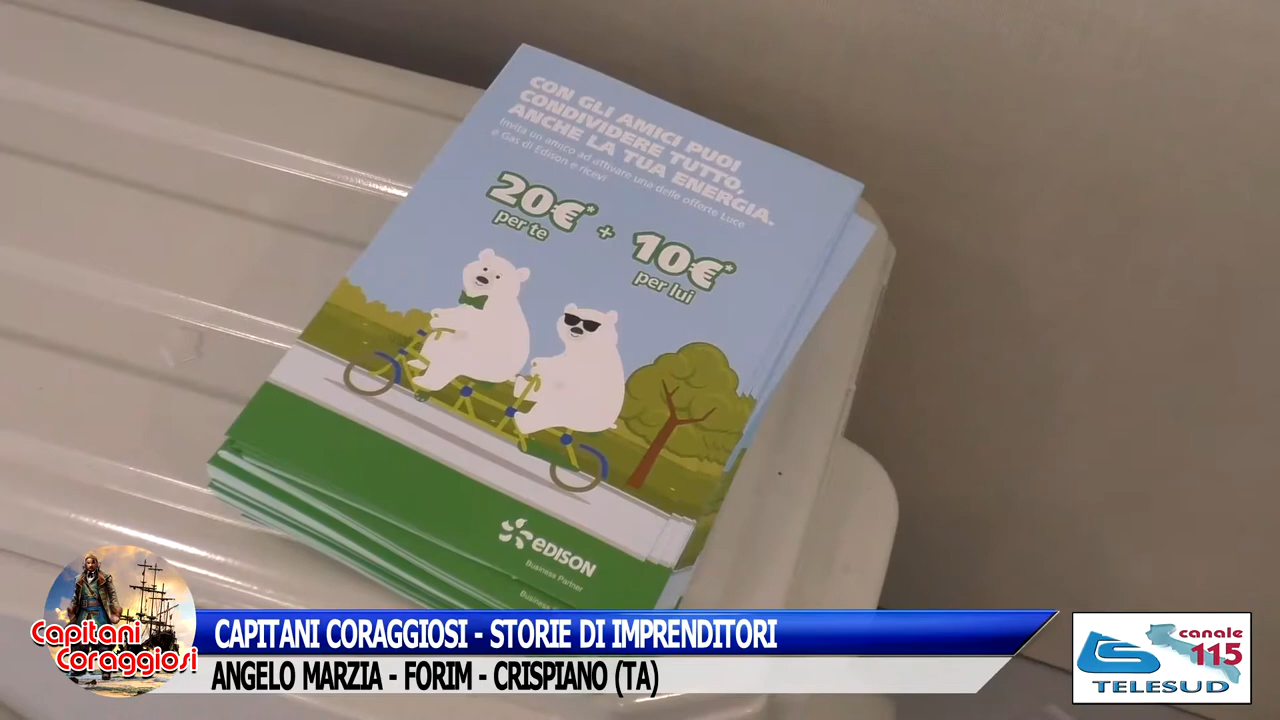 CON GLI AMICI PUOI
CONDIVIDERE TUTTO,
ANCHE LA TUA ENERGIA.
Invita un amico ad attivare una delle offerte Luce
e Gas di Edison e ricevi
20€* + 10€*
per te
per lui
EDISON
Business Partner
Business
Capitani
Coraggiosi
CAPITANI CORAGGIOSI - STORIE DI IMPRENDITORI
ANGELO MARZIA - FORIM - CRISPIANO (TA)
canale
115
TELESUD